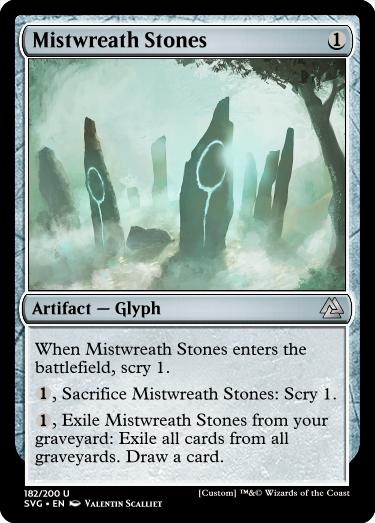 Mistwreath Stones 1
Artifact — Glyph
When Mistwreath Stones enters the
battlefield, scry 1.
1, Sacrifice Mistwreath Stones: Scry 1.
1, Exile Mistwreath Stones from your
graveyard: Exile all cards from all
graveyards. Draw a card.
182/200 U
SVG • EN Valentin Scalliet
[Custom] ™&© Wizards of the Coast